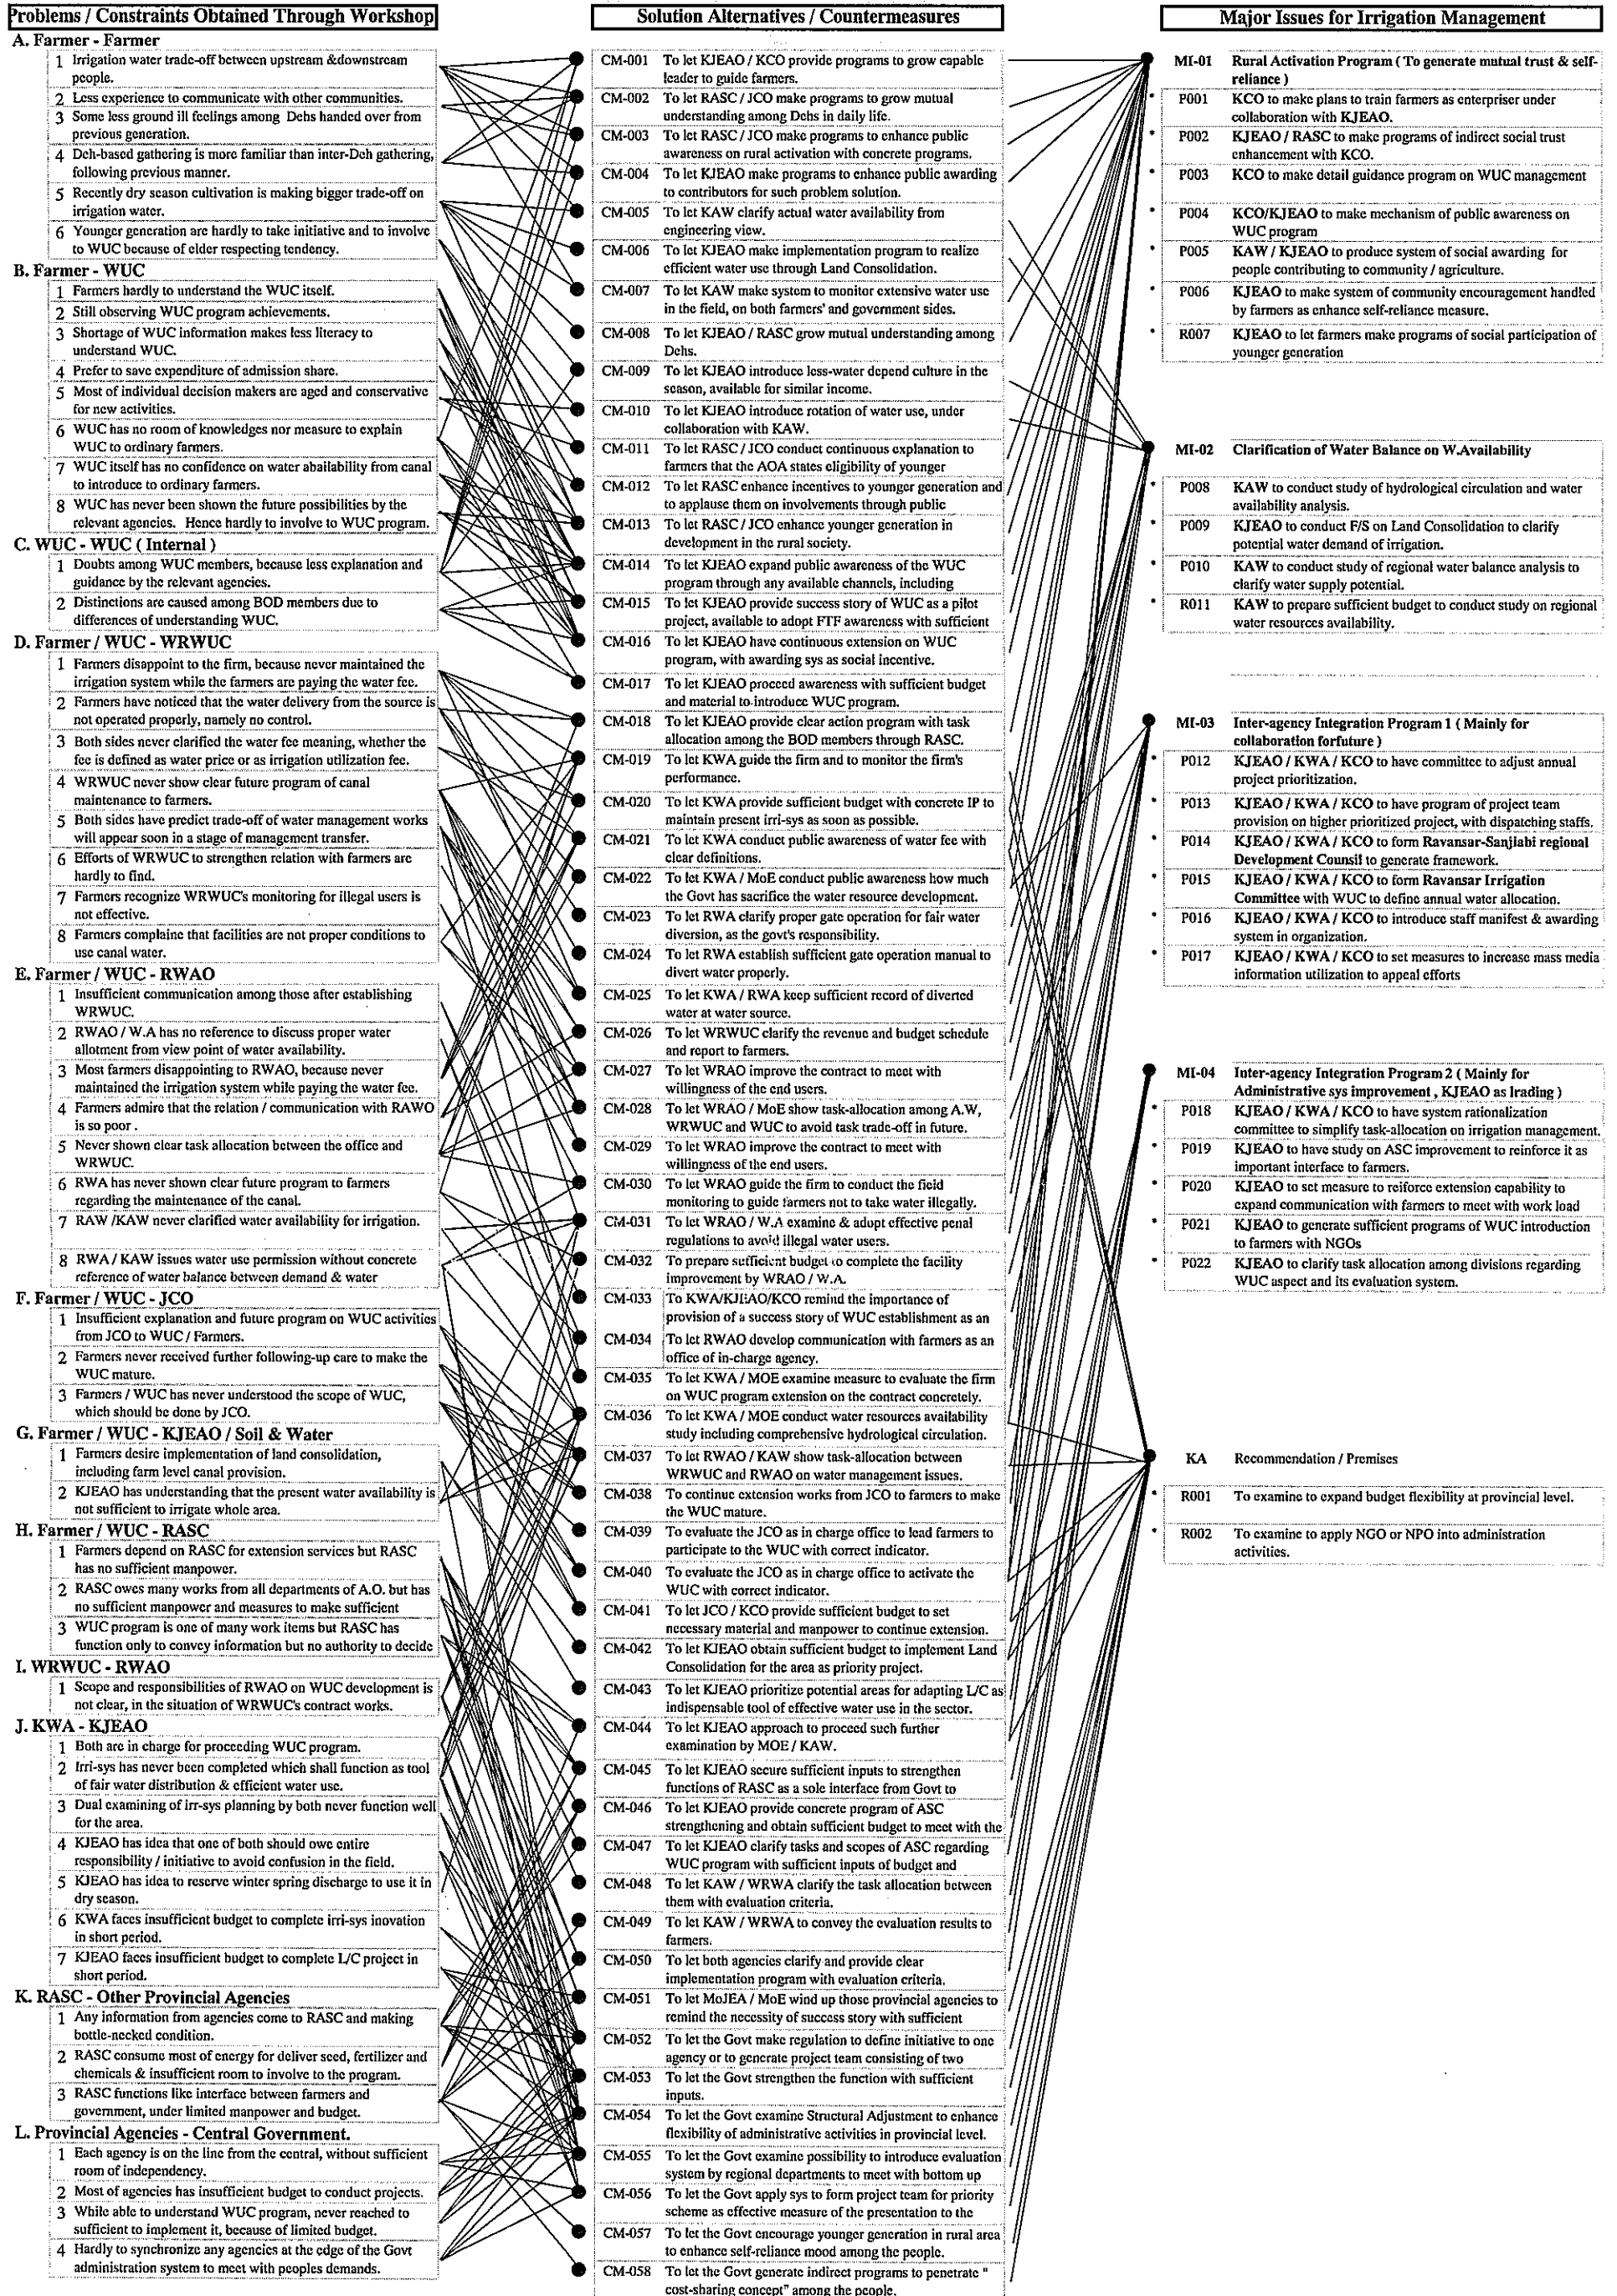 Problems / Constraints Obtained Through Workshop
A. Farmer - Farmer
1 Irrigation water trade-off between upstream &downstream
people.
2 Less experience to communicate with other communities.
3 Some less ground ill feelings among Dehs handed over from
previous generation.
4 Deh-based gathering is more familiar than inter-Deh gathering,
following previous manner.
5 Recently dry season cultivation is making bigger trade-off on
irrigation water.
6 Younger generation are hardly to take initiative and to involve
to WUC because of elder respecting tendency.
B. Farmer - WUC
1 Farmers hardly to understand the WUC itself.
2 Still observing WUC program achievements.
3 Shortage of WUC information makes less literacy to
understand WUC.
4 Prefer to save expenditure of admission share.
5 Most of individual decision makers are aged and conservative
for new activities.
6 WUC has no room of knowledges nor measure to explain
WUC to ordinary farmers.
7 WUC itself has no confidence on water abailability from canal
to introduce to ordinary farmers.
8 WUC has never been shown the future possibilities by the
relevant agencies. Hence hardly to involve to WUC program.
C. WUC - WUC ( Internal )
1 Doubts among WUC members, because less explanation and
guidance by the relevant agencies.
2 Distinctions are caused among BOD members due to
differences of understanding WUC.
D. Farmer / WUC - WRWUC
1 Farmers disappoint to the firm, because never maintained the
irrigation system while the farmers are paying the water fee.
2 Farmers have noticed that the water delivery from the source is
not operated properly, namely no control.
3 Both sides never clarified the water fee meaning, whether the
fee is defined as water price or as irrigation utilization fee.
4 WRWUC never show clear future program of canal
maintenance to farmers.
5 Both sides have predict trade-off of water management works
will appear soon in a stage of management transfer.
6 Efforts of WRWUC to strengthen relation with farmers are
hardly to find.
7 Farmers recognize WRWUC's monitoring for illegal users is
not effective.
8 Farmers complaine that facilities are not proper conditions to
use canal water.
E. Farmer / WUC - RWAO
1 Insufficient communication among those after establishing
WRWUC.
2 RWAO / W.A has no reference to discuss proper water
allotment from view point of water availability.
3 Most farmers disappointing to RWAO, because never
maintained the irrigation system while paying the water fee.
4 Farmers admire that the relation / communication with RAWO
is so poor .
5 Never shown clear task allocation between the office and
WRWUC.
6 RWA has never shown clear future program to farmers
regarding the maintenance of the canal.
7 RAW /KAW never clarified water availability for irrigation.
8 RWA / KAW issues water use permission without concrete
reference of water balance between demand & water
F. Farmer / WUC - JCO
1 Insufficient explanation and future program on WUC activities
from JCO to WUC / Farmers.
2 Farmers never received further following-up care to make the
WUC mature.
3 Farmers / WUC has never understood the scope of WUC,
which should be done by JCO.
G. Farmer / WUC - KJEAO / Soil & Water
1 Farmers desire implementation of land consolidation,
including farm level canal provision.
2 KJEAO has understanding that the present water availability is
not sufficient to irrigate whole area.
H. Farmer / WUC - RASC
1 Farmers depend on RASC for extension services but RASC
has no sufficient manpower.
2 RASC owes many works from all departments of A.O. but has
no sufficient manpower and measures to make sufficient
3 WUC program is one of many work items but RASC has
function only to convey information but no authority to decide
I. WRWUC - RWAO
1 Scope and responsibilities of RWAO on WUC development is
not clear, in the situation of WRWUC's contract works.
J. KWA - KJEAO
1 Both are in charge for proceeding WUC program.
2 Irri-sys has never been completed which shall function as tool
of fair water distribution & efficient water use.
3 Dual examining of irr-sys planning by both never function well
for the area.
4 KJEAO has idea that one of both should owe entire
responsibility / initiative to avoid confusion in the field.
5 KJEAO has idea to reserve winter spring discharge to use it in
dry season.
6 KWA faces insufficient budget to complete irri-sys inovation
in short period.
7 KJEAO faces insufficient budget to complete L/C project in
short period.
K. RASC - Other Provincial Agencies
1 Any information from agencies come to RASC and making
bottle-necked condition.
2 RASC consume most of energy for deliver seed, fertilizer and
chemicals & insufficient room to involve to the program.
3 RASC functions like interface between farmers and
government, under limited manpower and budget.
L. Provincial Agencies - Central Government.
1 Each agency is on the line from the central, without sufficient
room of independency.
2 Most of agencies has insufficient budget to conduct projects.
3 While able to understand WUC program, never reached to
sufficient to implement it, because of limited budget.
4 Hardly to synchronize any agencies at the edge of the Govt
administration system to meet with peoples demands.
Solution Alternatives / Countermeasures
CM-001 To let KJEAO / KCO provide programs to grow capable
leader to guide farmers.
CM-002 To let RASC / JCO make programs to grow mutual
understanding among Dehs in daily life.
CM-003 To let RASC / JCO make programs to enhance public
awareness on rural activation with concrete programs.
CM-004 To let KJEAO make programs to enhance public awarding
to contributors for such problem solution.
CM-005 To let KAW clarify actual water availability from
engineering view.
CM-006 To let KJEAO make implementation program to realize
efficient water use through Land Consolidation.
CM-007 To let KAW make system to monitor extensive water use
in the field, on both farmers' and government sides.
CM-008 To let KJEAO / RASC grow mutual understanding among
Dehs.
CM-009 To let KJEAO introduce less-water depend culture in the
season, available for similar income.
CM-010 To let KJEAO introduce rotation of water use, under
collaboration with KAW.
CM-011 To let RASC / JCO conduct continuous explanation to
farmers that the AOA states eligibility of younger
CM-012 To let RASC enhance incentives to younger generation and
to applause them on involvements through public
CM-013 To let RASC / JCO enhance younger generation in
development in the rural society.
CM-014 To let KJEAO expand public awareness of the WUC
program through any available channels, including
CM-015 To let KJEAO provide success story of WUC as a pilot
project, available to adopt FTF awareness with sufficient
CM-016 To let KJEAO have continuous extension on WUC
program, with awarding sys as social incentive.
CM-017 To let KJEAO proceed awareness with sufficient budget
and material to introduce WUC program.
CM-018 To let KJEAO provide clear action program with task
allocation among the BOD members through RASC.
CM-019 To let KWA guide the firm and to monitor the firm's
performance.
CM-020 To let KWA provide sufficient budget with concrete IP to
maintain present irri-sys as soon as possible.
CM-021 To let KWA conduct public awareness of water fee with
clear definitions.
CM-022 To let KWA / MoE conduct public awareness how much
the Govt has sacrifice the water resource development.
CM-023 To let RWA clarify proper gate operation for fair water
diversion, as the govt's responsibility.
CM-024 To let RWA establish sufficient gate operation manual to
divert water properly.
CM-025 To let KWA / RWA keep sufficient record of diverted
water at water source.
CM-026 To let WRWUC clarify the revenue and budget schedule
and report to farmers.
CM-027 To let WRAO improve the contract to meet with
willingness of the end users.
CM-028 To let WRAO / MoE show task-allocation among A.W,
WRWUC and WUC to avoid task trade-off in future.
CM-029 To let WRAO improve the contract to meet with
willingness of the end users.
CM-030 To let WRAO guide the firm to conduct the field
monitoring to guide farmers not to take water illegally.
CM-031 To let WRAO / W.A examine & adopt effective penal
regulations to avoid illegal water users.
CM-032 To prepare sufficient budget to complete the facility
improvement by WRAO / W.A.
CM-033 To KWA/KJEAO/KCO remind the importance of
provision of a success story of WUC establishment as an
CM-034 To let RWAO develop communication with farmers as an
office of in-charge agency.
CM-035 To let KWA / MOE examine measure to evaluate the firm
on WUC program extension on the contract concretely.
CM-036 To let KWA / MOE conduct water resources availability
study including comprehensive hydrological circulation.
CM-037 To let RWAO / KAW show task-allocation between
WRWUC and RWAO on water management issues.
CM-038 To continue extension works from JCO to farmers to make
the WUC mature.
CM-039 To evaluate the JCO as in charge office to lead farmers to
participate to the WUC with correct indicator.
CM-040 To evaluate the JCO as in charge office to activate the
WUC with correct indicator.
CM-041 To let JCO / KCO provide sufficient budget to set
necessary material and manpower to continue extension.
CM-042 To let KJEAO obtain sufficient budget to implement Land
Consolidation for the area as priority project.
CM-043 To let KJEAO prioritize potential areas for adapting L/C as
indispensable tool of effective water use in the sector.
CM-044 To let KJEAO approach to proceed such further
examination by MOE / KAW.
CM-045 To let KJEAO secure sufficient inputs to strengthen
functions of RASC as a sole interface from Govt to
CM-046 To let KJEAO provide concrete program of ASC
strengthening and obtain sufficient budget to meet with the
CM-047 To let KJEAO clarify tasks and scopes of ASC regarding
WUC program with sufficient inputs of budget and
CM-048 To let KAW / WRWA clarify the task allocation between
them with evaluation criteria.
CM-049 To let KAW / WRWA to convey the evaluation results to
farmers.
CM-050 To let both agencies clarify and provide clear
implementation program with evaluation criteria.
CM-051 To let MoJEA / MoE wind up those provincial agencies to
remind the necessity of success story with sufficient
CM-052 To let the Govt make regulation to define initiative to one
agency or to generate project team consisting of two
CM-053 To let the Govt strengthen the function with sufficient
inputs.
CM-054 To let the Govt examine Structural Adjustment to enhance
flexibility of administrative activities in provincial level.
CM-055 To let the Govt examine possibility to introduce evaluation
system by regional departments to meet with bottom up
CM-056 To let the Govt apply sys to form project team for priority
scheme as effective measure of the presentation to the
CM-057 To let the Govt encourage younger generation in rural area
to enhance self-reliance mood among the people.
CM-058 To let the Govt generate indirect programs to penetrate "
cost-sharing concept" among the people.
Major Issues for Irrigation Management
MI-01 Rural Activation Program ( To generate mutual trust & self-
reliance )
P001 KCO to make plans to train farmers as enterpriser under
collaboration with KJEAO.
P002 KJEAO / RASC to make programs of indirect social trust
enhancement with KCO.
P003 KCO to make detail guidance program on WUC management
P004 KCO/KJEAO to make mechanism of public awareness on
WUC program
P005 KAW / KJEAO to produce system of social awarding for
people contributing to community / agriculture.
P006 KJEAO to make system of community encouragement handled
by farmers as enhance self-reliance measure.
R007 KJEAO to let farmers make programs of social participation of
younger generation
MI-02 Clarification of Water Balance on W.Availability
P008 KAW to conduct study of hydrological circulation and water
availability analysis.
P009 KJEAO to conduct F/S on Land Consolidation to clarify
potential water demand of irrigation.
P010 KAW to conduct study of regional water balance analysis to
clarify water supply potential.
R011 KAW to prepare sufficient budget to conduct study on regional
water resources availability.
MI-03 Inter-agency Integration Program 1 ( Mainly for
collaboration forfuture )
P012 KJEAO / KWA / KCO to have committee to adjust annual
project prioritization.
P013 KJEAO / KWA / KCO to have program of project team
provision on higher prioritized project, with dispatching staffs.
P014 KJEAO / KWA / KCO to form Ravansar-Sanjiabi regional
Development Counsil to generate framework.
P015 KJEAO / KWA / KCO to form Ravansar Irrigation
Committee with WUC to define annual water allocation.
P016 KJEAO / KWA / KCO to introduce staff manifest & awarding
system in organization.
P017 KJEAO / KWA / KCO to set measures to increase mass media
information utilization to appeal efforts
MI-04 Inter-agency Integration Program 2 ( Mainly for
Administrative sys improvement , KJEAO as lrading )
P018 KJEAO / KWA / KCO to have system rationalization
committee to simplify task-allocation on irrigation management.
P019 KJEAO to have study on ASC improvement to reinforce it as
important interface to farmers.
P020 KJEAO to set measure to reiforce extension capability to
expand communication with farmers to meet with work load
P021 KJEAO to generate sufficient programs of WUC introduction
to farmers with NGOs
P022 KJEAO to clarify task allocation among divisions regarding
WUC aspect and its evaluation system.
KA Recommendation / Premises
R001 To examine to expand budget flexibility at provincial level.
R002 To examine to apply NGO or NPO into administration
activities.